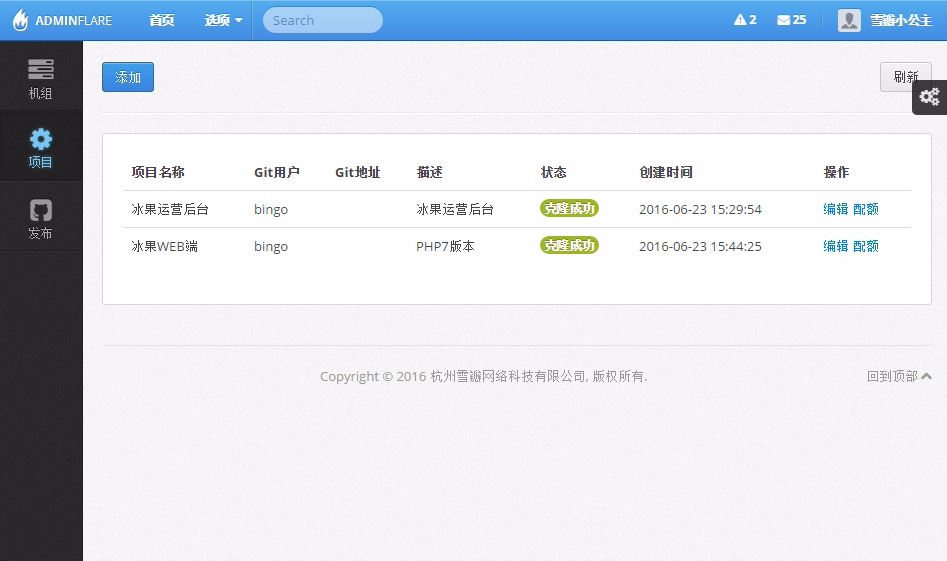 ADMINFLARE 首页 选项 Search 2 25 雪瓣小公主
机组
项目
发布
添加 刷新
项目名称 Git用户 Git地址 描述 状态 创建时间 操作
冰果运营后台 bingo 冰果运营后台 克隆成功 2016-06-23 15:29:54 编辑 配额
冰果WEB端 bingo PHP7版本 克隆成功 2016-06-23 15:44:25 编辑 配额
Copyright © 2016 杭州雪瓣网络科技有限公司, 版权所有. 回到顶部